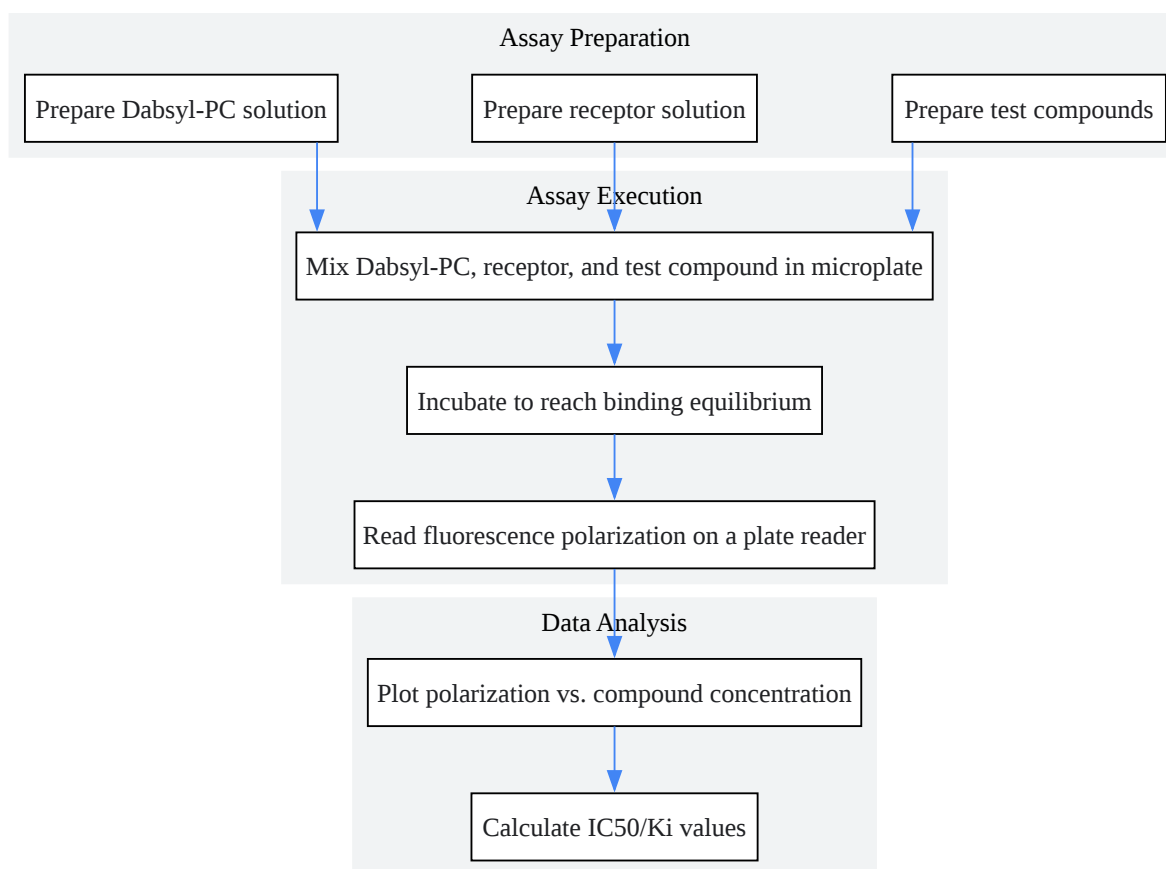 Assay Preparation
Prepare Dabsyl-PC solution
Prepare receptor solution
Prepare test compounds
Assay Execution
Mix Dabsyl-PC, receptor, and test compound in microplate
Incubate to reach binding equilibrium
Read fluorescence polarization on a plate reader
Data Analysis
Plot polarization vs. compound concentration
Calculate IC50/Ki values